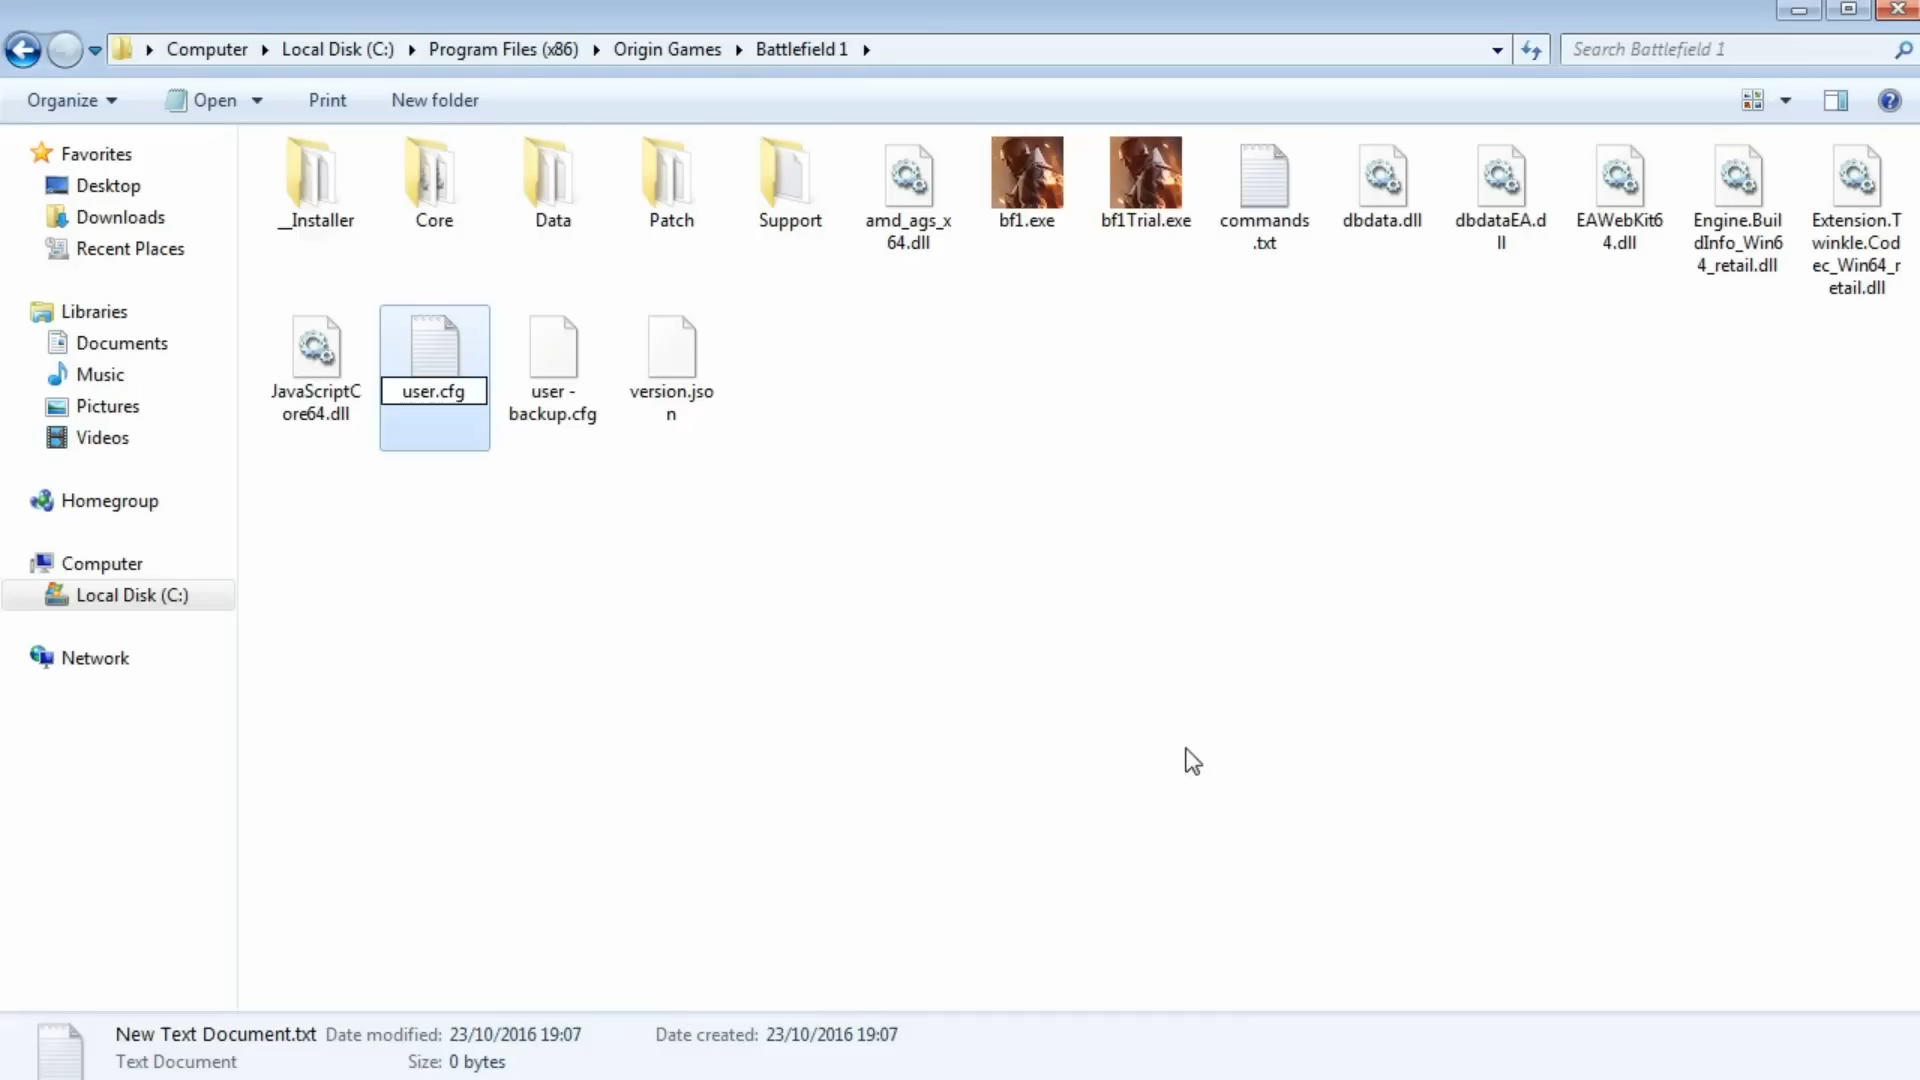 Computer Local Disk (C:) Program Files (x86) Origin Games Battlefield 1 Search Battlefield 1
Organize Open Print New folder
Favorites
Desktop
Downloads
Recent Places
Libraries
Documents
Music
Pictures
Videos
Homegroup
Computer
Local Disk (C:)
Network
__Installer
Core
Data
Patch
Support
amd_ags_x
64.dll
bf1.exe
bf1Trial.exe
commands
.txt
dbdata.dll
dbdataEA.d
ll
EAWebKit6
4.dll
Engine.Buil
dInfo_Win6
4_retail.dll
Extension.T
winkle.Cod
ec_Win64_r
etail.dll
JavaScriptC
ore64.dll
user.cfg
user -
backup.cfg
version.jso
n
New Text Document.txt Date modified: 23/10/2016 19:07 Date created: 23/10/2016 19:07
Text Document Size: 0 bytes